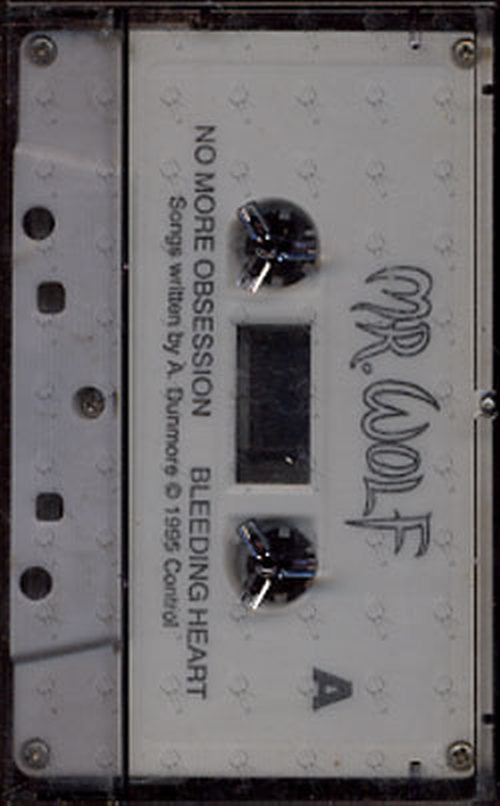 MR. WOLF
A
NO MORE OBSESSION BLEEDING HEART
Songs written by A. Dunmore © 1995 Control